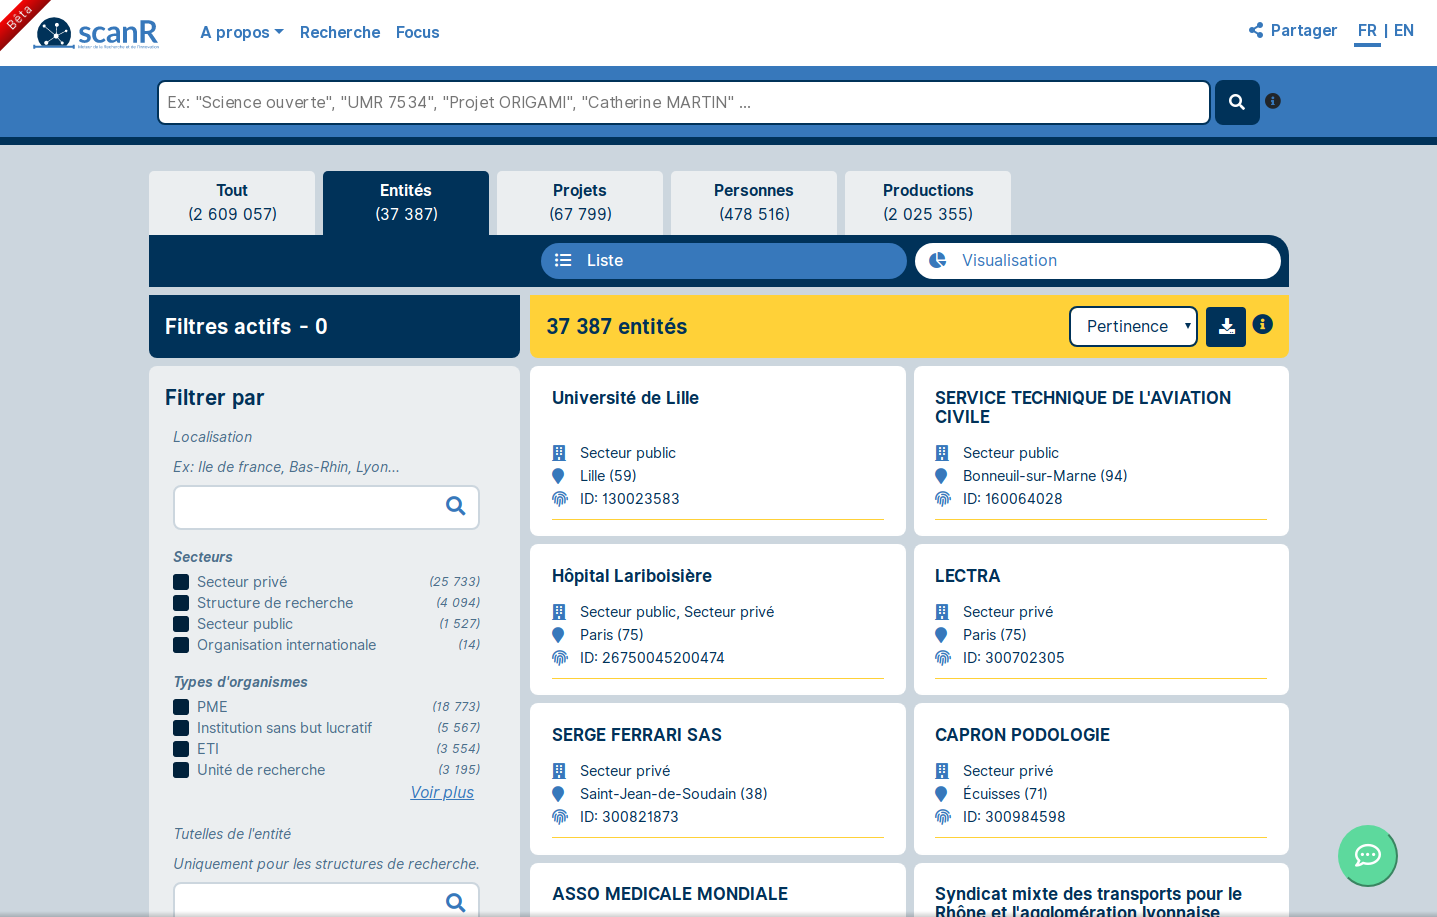 Bêta
scanR
Moteur de la Recherche et de l'Innovation
A propos
Recherche
Focus
Partager
FR | EN
Ex: "Science ouverte", "UMR 7534", "Projet ORIGAMI", "Catherine MARTIN" ...
Tout
(2 609 057)
Entités
(37 387)
Projets
(67 799)
Personnes
(478 516)
Productions
(2 025 355)
Liste
Visualisation
Filtres actifs - 0
37 387 entités
Pertinence
Filtrer par
Localisation
Ex: Ile de france, Bas-Rhin, Lyon...
Secteurs
Secteur privé (25 733)
Structure de recherche (4 094)
Secteur public (1 527)
Organisation internationale (14)
Types d'organismes
PME (18 773)
Institution sans but lucratif (5 567)
ETI (3 554)
Unité de recherche (3 195)
Voir plus
Tutelles de l'entité
Uniquement pour les structures de recherche.
Université de Lille
Secteur public
Lille (59)
ID: 130023583
SERVICE TECHNIQUE DE L'AVIATION
CIVILE
Secteur public
Bonneuil-sur-Marne (94)
ID: 160064028
Hôpital Lariboisière
Secteur public, Secteur privé
Paris (75)
ID: 26750045200474
LECTRA
Secteur privé
Paris (75)
ID: 300702305
SERGE FERRARI SAS
Secteur privé
Saint-Jean-de-Soudain (38)
ID: 300821873
CAPRON PODOLOGIE
Secteur privé
Écuisses (71)
ID: 300984598
ASSO MEDICALE MONDIALE
Syndicat mixte des transports pour le
Rhône et l'agglomération lyonnaise